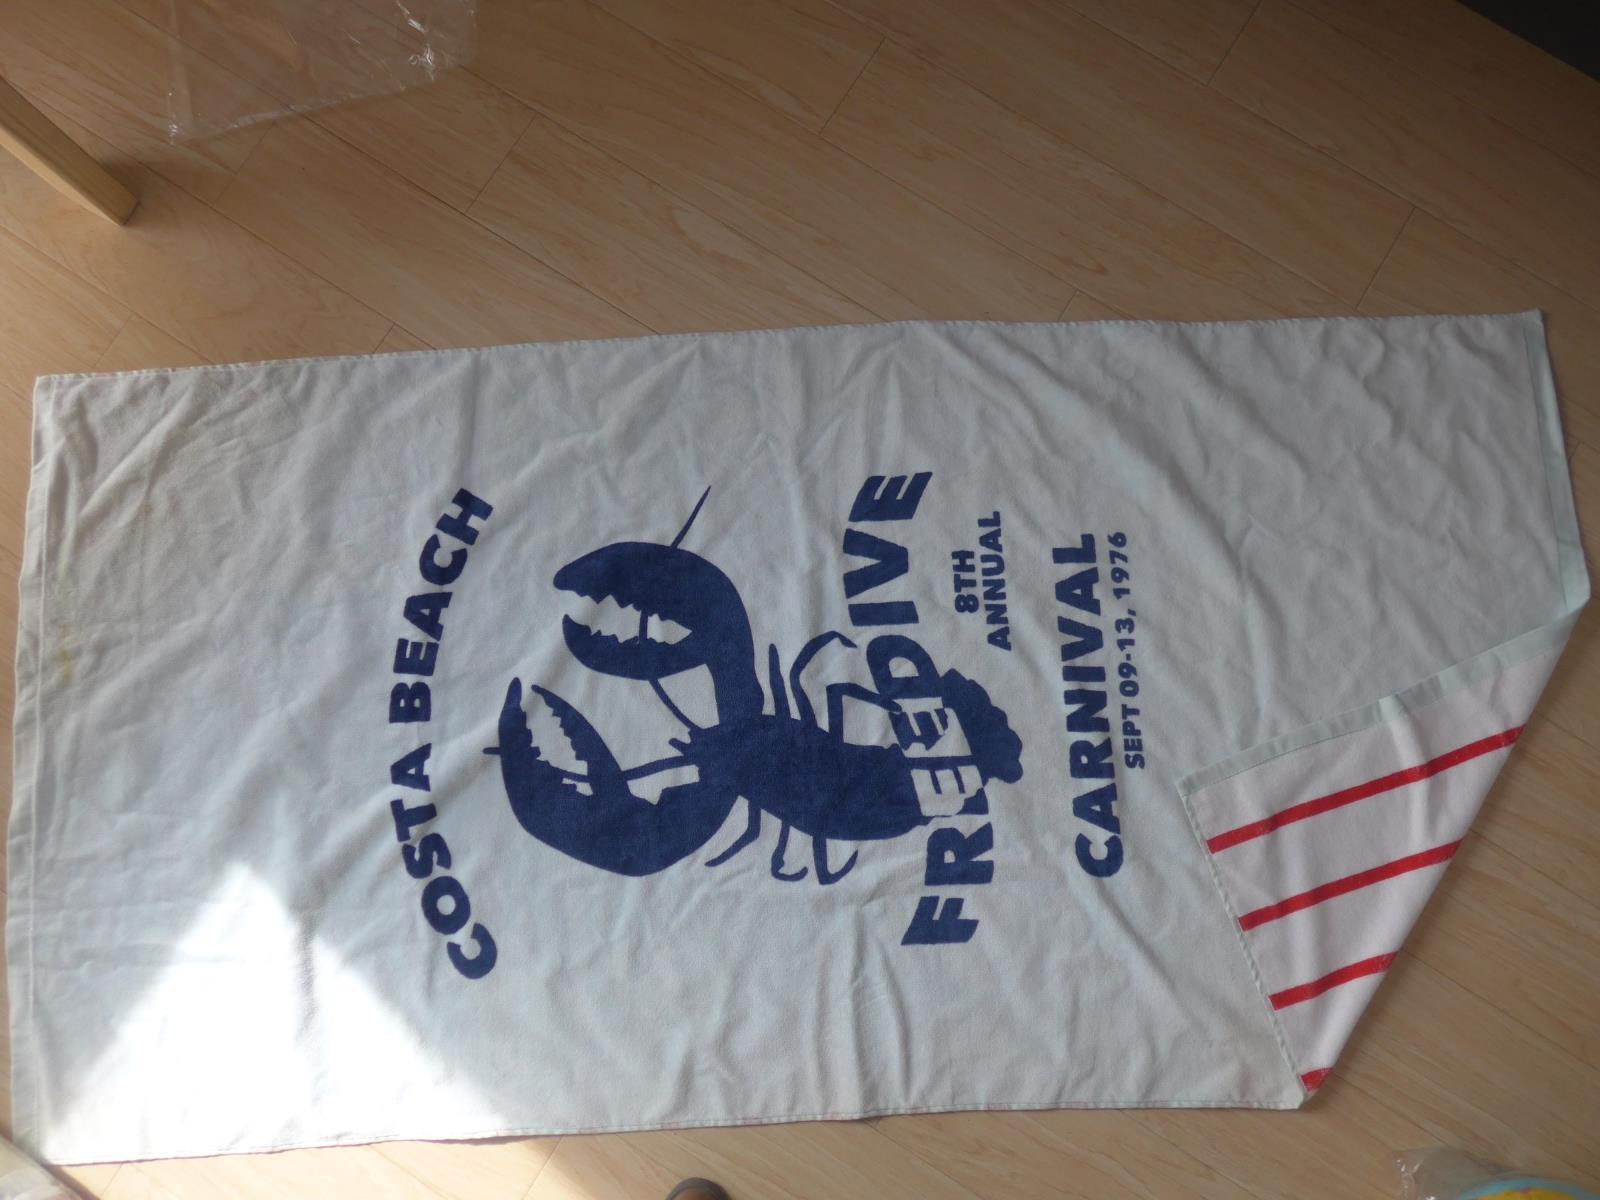 COSTA BEACH
FREEDIVE
8TH
ANNUAL
CARNIVAL
SEPT 09-13, 1976